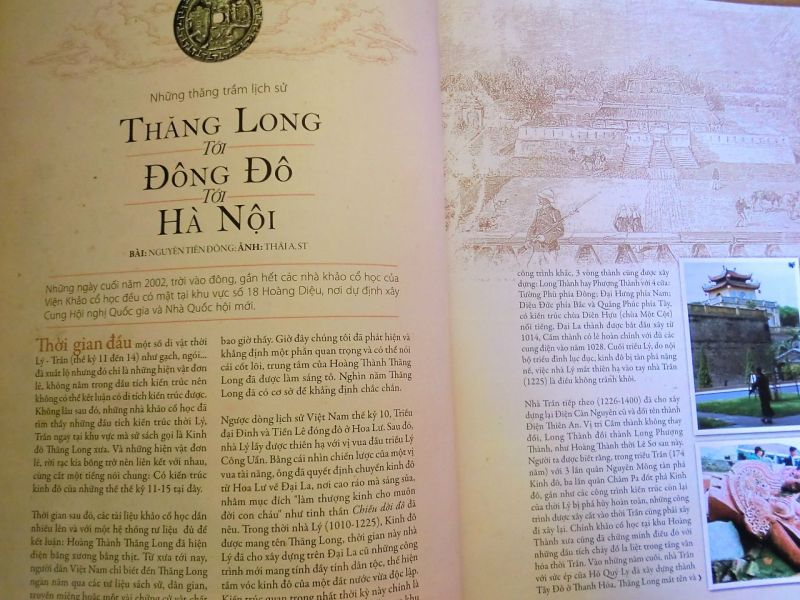 Những thăng trầm lịch sử
THĂNG LONG
Tới
ĐÔNG ĐÔ
Tới
HÀ NỘI
BÀI: NGUYỄN TIẾN ĐÔNG; ẢNH: THÁI A, ST
Những ngày cuối năm 2002, trời vào đông, gần hết các nhà khảo cổ học của
Viện Khảo cổ học đều có mặt tại khu vực số 18 Hoàng Diệu, nơi dự định xây
Cung Hội nghị Quốc gia và Nhà Quốc hội mới.
Thời gian đầu một số di vật thời
Lý - Trần (thế kỷ 11 đến 14) như gạch, ngói...
đã xuất lộ nhưng đó chỉ là những hiện vật đơn
lẻ, không nằm trong dấu tích kiến trúc nên
không có thể kết luận có di tích kiến trúc được.
Không lâu sau đó, những nhà khảo cổ học đã
tìm thấy những dấu tích kiến trúc thời Lý,
Trần ngay tại khu vực mà sử sách gọi là Kinh
đô Thăng Long xưa. Và những hiện vật đơn
lẻ, rời rạc kia bỗng trở nên liên kết với nhau,
cùng cất một tiếng nói chung: Có kiến trúc
kinh đô của những thế thế kỷ 11-15 tại đây.
Thời gian sau đó, các tài liệu khảo cổ học dần
nhiều lên và với một hệ thống tư liệu đủ để
kết luận: Hoàng Thành Thăng Long đã hiện
diện bằng xương bằng thịt. Từ xưa tới nay,
người dân Việt Nam chỉ biết đến Thăng Long
ngàn năm qua các tư liệu sách sử, dân gian,
truyền miệng hoặc một vài chứng cứ vật chất
bao giờ thấy. Giờ đây chúng tôi đã phát hiện và
khẳng định một phần quan trọng và có thể nói
cái cốt lõi, trung tâm của Hoàng Thành Thăng
Long đã được làm sáng tỏ. Nghìn năm Thăng
Long đã có cơ sở để khẳng định chắc chắn.
Ngược dòng lịch sử Việt Nam thế kỷ 10, Triều
đại Đinh và Tiền Lê đóng đô ở Hoa Lư. Sau đó,
nhà Lý lấy được thiên hạ với vị vua đầu triều Lý
Công Uẩn. Bằng cái nhìn chiến lược của một vị
vua tài năng, ông đã quyết định chuyển kinh đô
từ Hoa Lư về Đại La, nơi cao ráo mà sáng sủa,
nhằm mục đích "làm thượng kinh cho muôn
đời con cháu" như tinh thần Chiếu dời đô đã
nêu. Trong thời nhà Lý (1010-1225), Kinh đô
được mang tên Thăng Long, thời gian này nhà
Lý đã cho xây dựng trên Đại La cũ những công
trình mới mang tính đầy tính dân tộc, thể hiện
tầm vóc kinh đô của một đất nước vừa độc lập.
Kiến trúc quan trong thời kỳ này chính là
công trình khác, 3 vòng thành cũng được xây
dựng: Long Thành hay Phượng Thành với 4 cửa:
Tường Phù phía Đông; Đại Hưng phía Nam;
Diệu Đức phía Bắc và Quảng Phúc phía Tây.
có kiến trúc chùa Diên Hựu (chùa Một Cột)
nổi tiếng. Đại La thành được bắt đầu xây từ
1014, Cấm thành có lẽ hoàn chỉnh với đủ các
cung điện vào năm 1028. Cuối triều Lý, do nội
bộ triều đình lục đục, kinh đô bị tàn phá nặng
nề, việc nhà Lý mất thiên hạ vào tay nhà Trần
(1225) là điều không tránh khỏi.
Nhà Trần tiếp theo (1226-1400) đã cho xây
dựng lại Điện Càn Nguyên cũ và đổi tên thành
Điện Thiên An. Vị trí Cấm thành không thay
đổi, Long Thành đổi thành Long Phượng
Thành, như Hoàng Thành thời Lê Sơ sau này.
Người ta được biết rằng, trong triều Trần (174
năm) với 3 lần quân Nguyên Mông tàn phá
Kinh đô, ba lần quân Chăm Pa đốt phá Kinh
đô, gần như các công trình kiến trúc còn lại
của thời Lý bị phá hủy hoàn toàn, những công
trình được xây cất vào thời Trần cũng phải xây
đi xây lại. Chính khảo cổ học tại khu Hoàng
Thành xưa cũng đã chứng minh điều đó với
những dấu tích cháy đổ la liệt trong tầng văn
hóa thời Trần. Vào những năm cuối, nhà Trần
với sức ép của Hồ Quý Ly đã xây dựng thành
Tây Đô ở Thanh Hóa, Thăng Long mất tên và